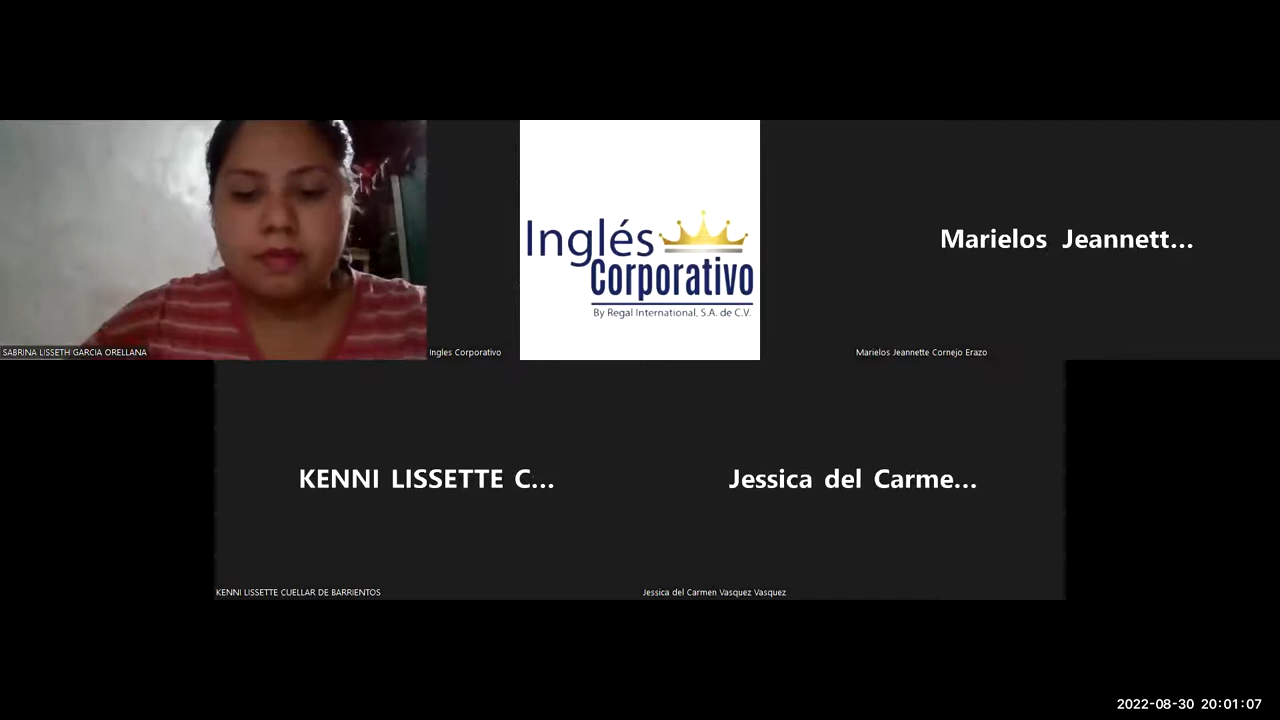 Inglés
Corporativo
By Regal International, S.A. de C.V.
Marielos Jeannett...
SABRINA LISSETH GARCIA ORELLANA
Ingles Corporativo
Marielos Jeannette Cornejo Erazo
KENNI LISSETTE C...
Jessica del Carme...
KENNI LISSETTE CUELLAR DE BARRIENTOS
Jessica del Carmen Vasquez Vasquez
2022-08-30 20:01:07